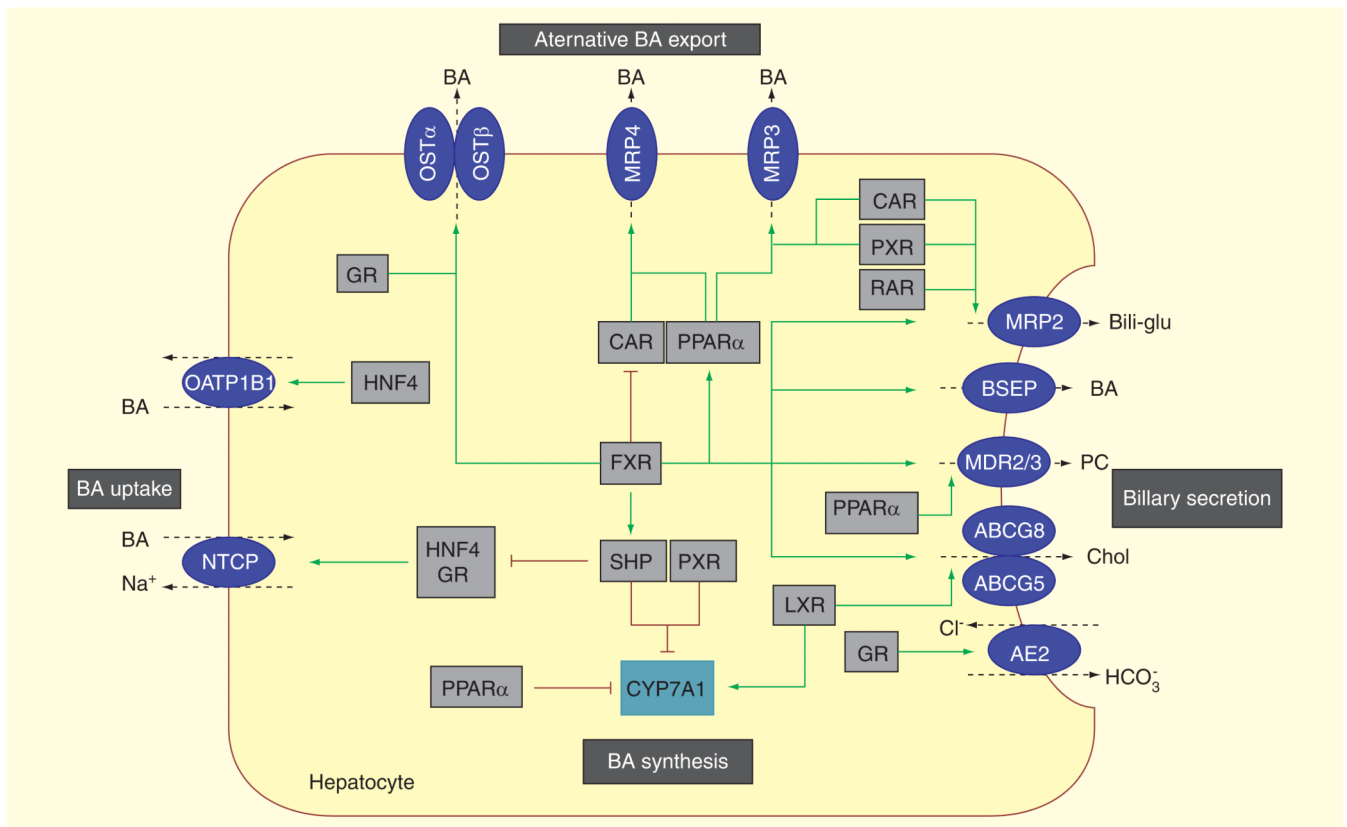 Aternative BA export
BA
BA
BA
OSTα
OSTβ
MRP4
MRP3
CAR
PXR
RAR
GR
CAR
PPARα
MRP2
Bili-glu
OATP1B1
HNF4
BA
BSEP
BA
FXR
MDR2/3
PC
BA uptake
Billary secretion
PPARα
BA
NTCP
Na+
HNF4
GR
SHP
PXR
ABCG8
Chol
ABCG5
LXR
Cl-
GR
AE2
HCO3-
PPARα
CYP7A1
BA synthesis
Hepatocyte